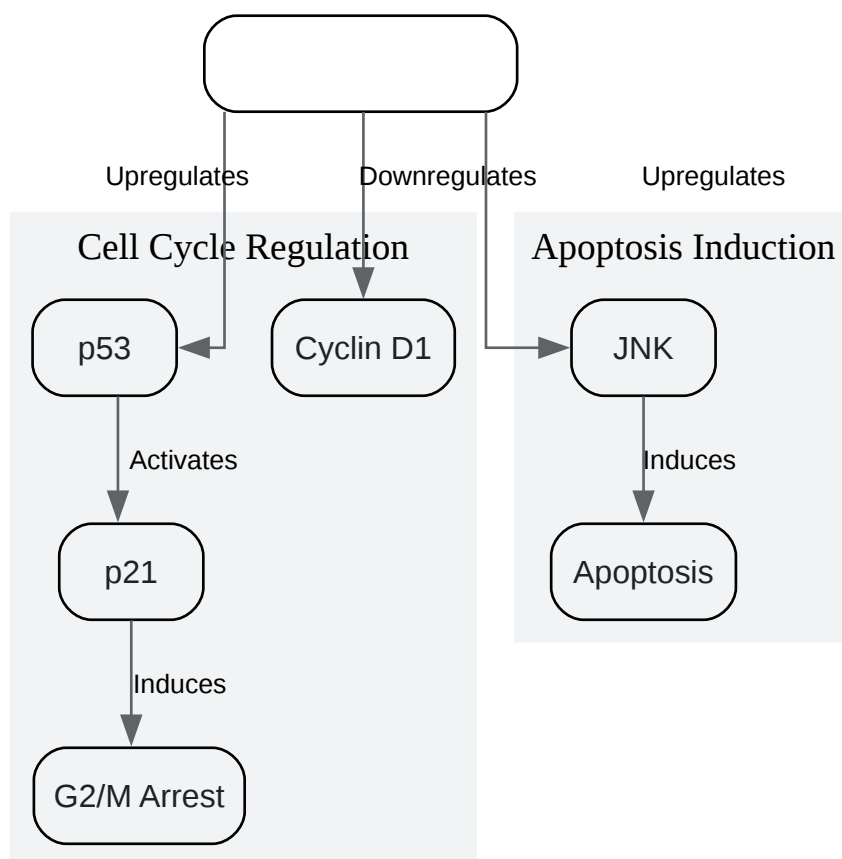 Upregulates
Downregulates
Upregulates
Cell Cycle Regulation
Apoptosis Induction
p53
Cyclin D1
JNK
Activates
Induces
p21
Apoptosis
Induces
G2/M Arrest